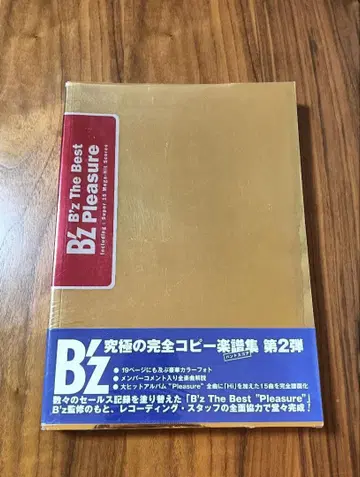 B'z
B'z The Best
Pleasure
Including : Super 15 Mega-Hit Scores
B'z
究極の完全コピー楽譜集 第2弾
バンドスコア
● 19ページにも及ぶ豪華カラーフォト
● メンバーコメント入り全楽曲解説
● 大ヒットアルバム"Pleasure" 全曲に「Hi」を加えた15曲を完全譜面化
数々のセールス記録を塗り替えた「B'z The Best "Pleasure"」
B'z監修のもと、レコーディング・スタッフの全面協力で堂々完成!